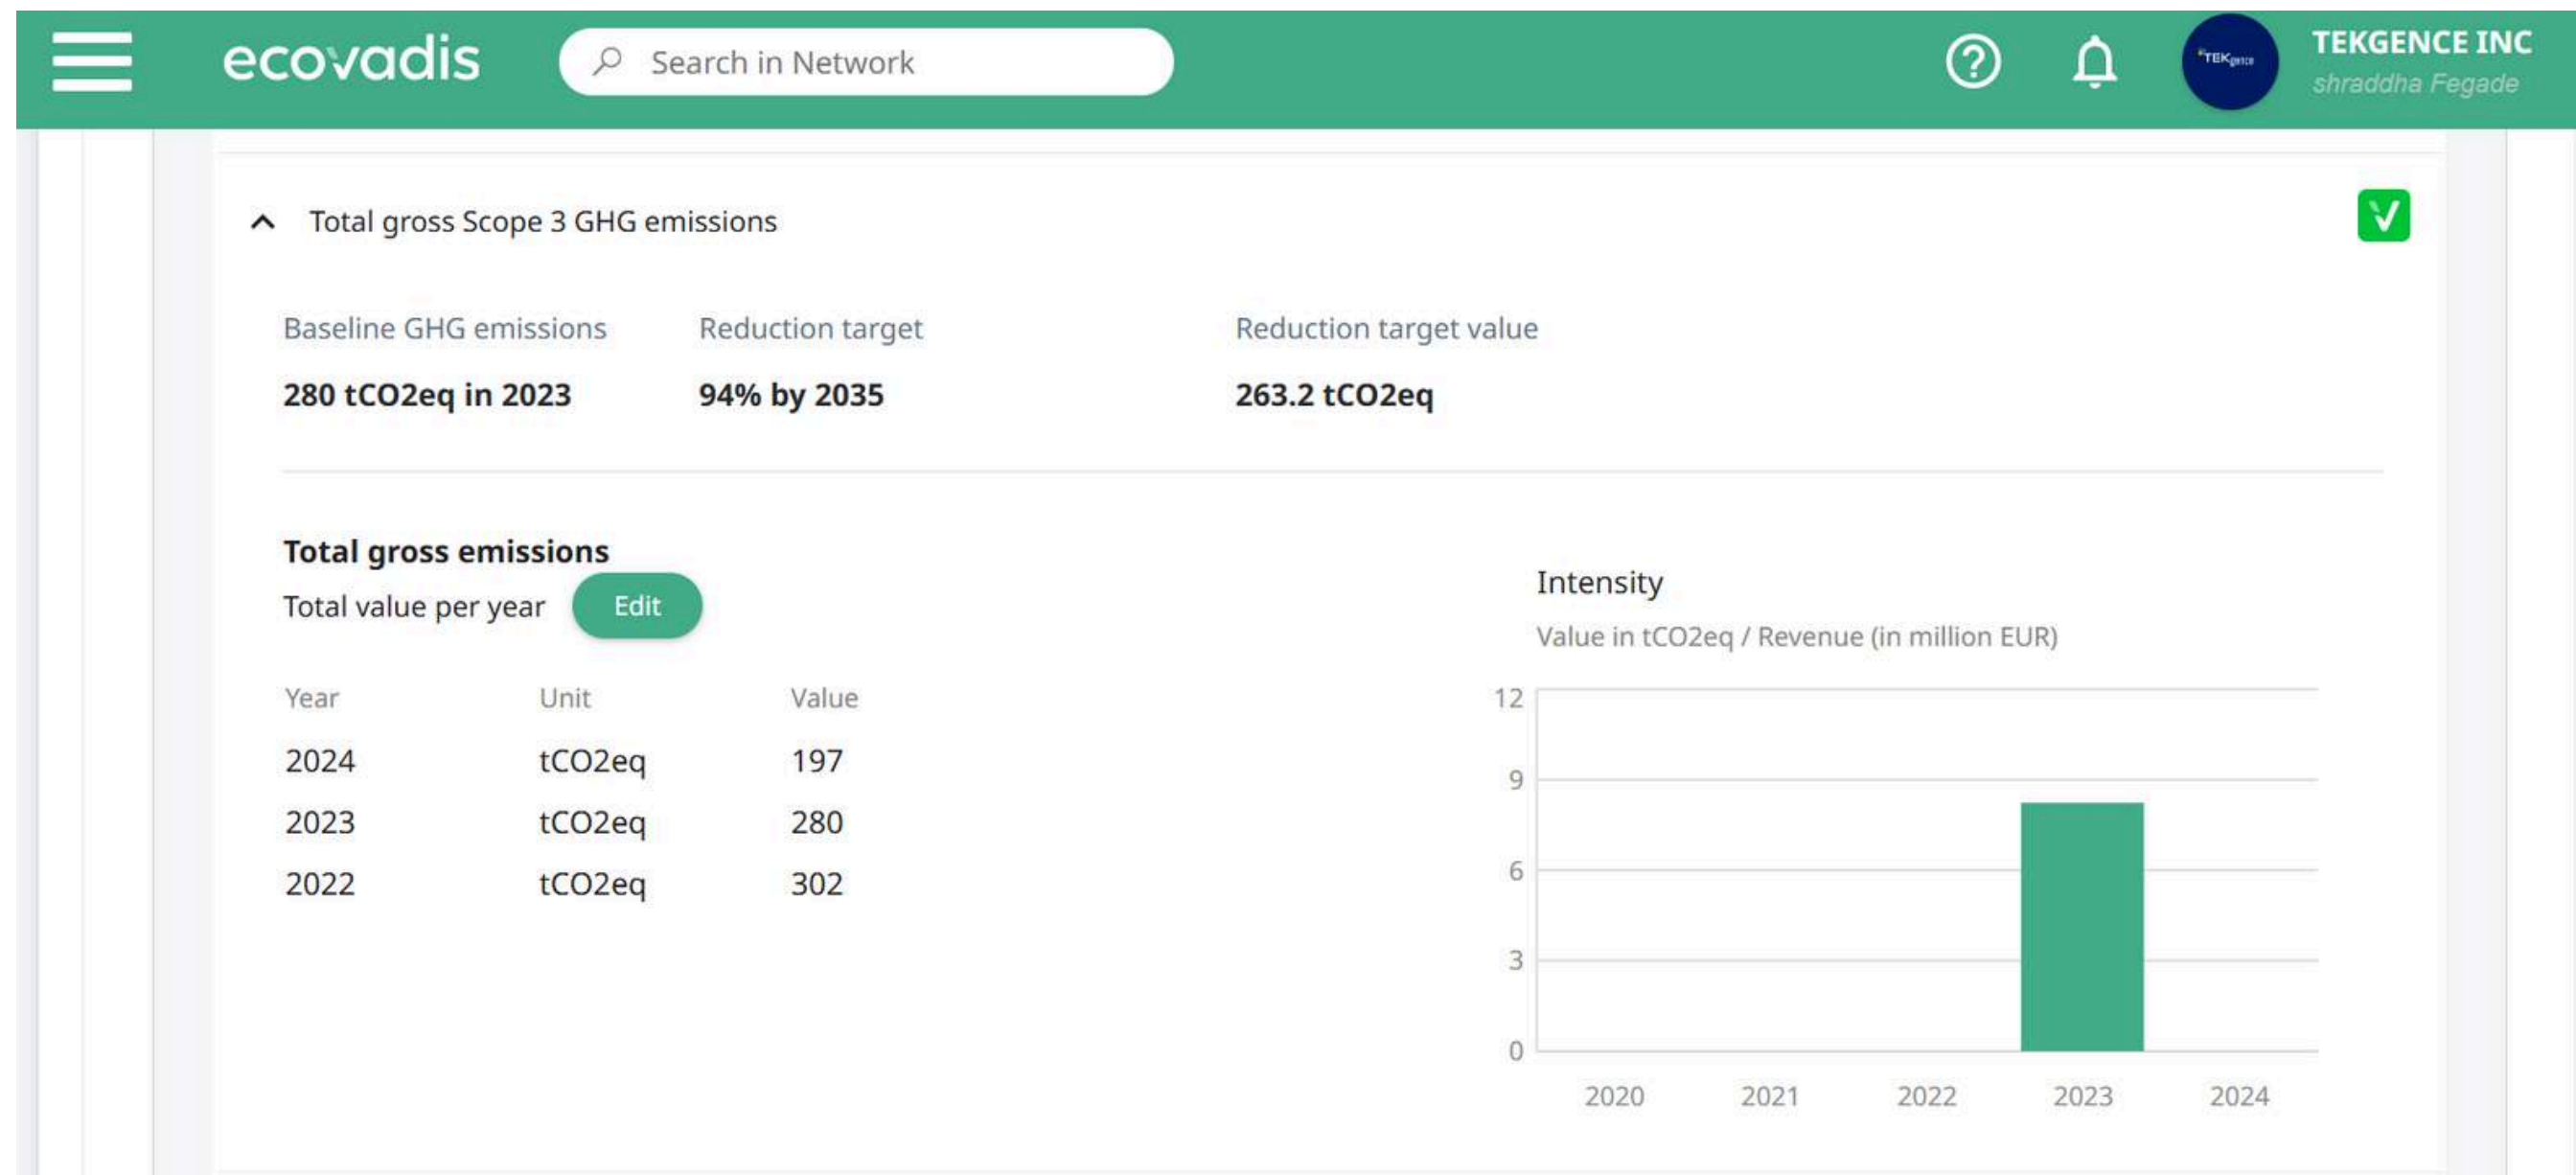 ecovadis
Search in Network
TEKgence
TEKGENCE INC
shraddha Fegade
Total gross Scope 3 GHG emissions
Baseline GHG emissions Reduction target Reduction target value
280 tCO2eq in 2023 94% by 2035 263.2 tCO2eq
Total gross emissions
Total value per year Edit
Year Unit Value
2024 tCO2eq 197
2023 tCO2eq 280
2022 tCO2eq 302
Intensity
Value in tCO2eq / Revenue (in million EUR)
12
9
6
3
0
2020 2021 2022 2023 2024